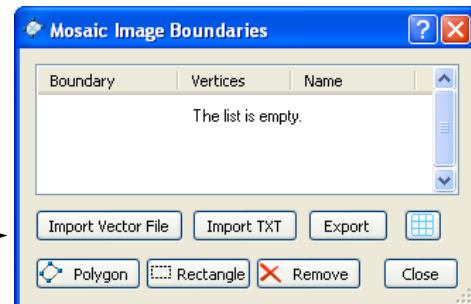 Mosaic Image Boundaries
Boundary Vertices Name
The list is empty.
Import Vector File Import TXT Export
Polygon Rectangle Remove Close